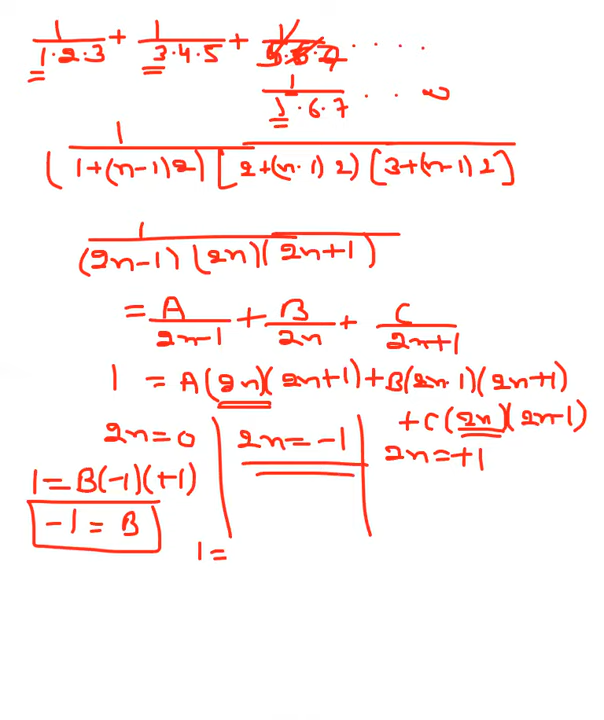 1/(1·2·3) + 1/(3·4·5) + 1/(5·6·7) ....
1/(5·6·7) .. ∞
1/((1+(n-1)2)[2+(n-1)2)[3+(n-1)2]
1/((2n-1)(2n)(2n+1))
= A/(2n-1) + B/(2n) + C/(2n+1)
1 = A(2n)(2n+1)+B(2n-1)(2n+1)
+C(2n)(2n-1)
2n=0 | 2n=-1 | 2n=+1
1=B(-1)(+1)
-1 = B
1=